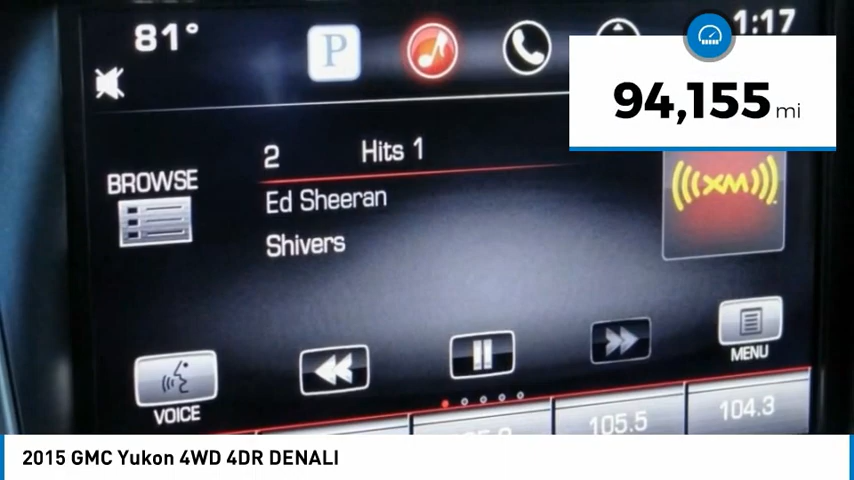 81° P 1:17
94,155 mi
2 Hits 1
BROWSE
Ed Sheeran
Shivers
XM
MENU
VOICE
105.5 104.3
2015 GMC Yukon 4WD 4DR DENALI